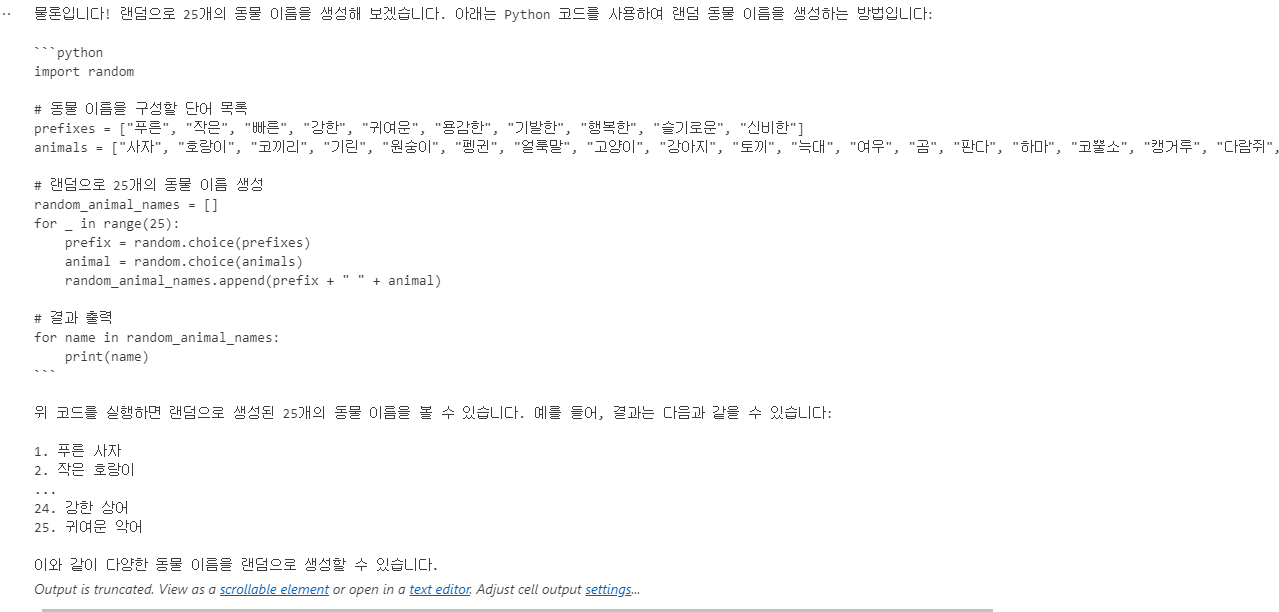 물론입니다! 랜덤으로 25개의 동물 이름을 생성해 보겠습니다. 아래는 Python 코드를 사용하여 랜덤 동물 이름을 생성하는 방법입니다:
```python
import random
# 동물 이름을 구성할 단어 목록
prefixes = ["푸른", "작은", "빠른", "강한", "귀여운", "용감한", "기발한", "행복한", "슬기로운", "신비한"]
animals = ["사자", "호랑이", "코끼리", "기린", "원숭이", "펭귄", "얼룩말", "고양이", "강아지", "토끼", "늑대", "여우", "곰", "판다", "하마", "코뿔소", "캥거루", "다람쥐",
# 랜덤으로 25개의 동물 이름 생성
random_animal_names = []
for _ in range(25):
    prefix = random.choice(prefixes)
    animal = random.choice(animals)
    random_animal_names.append(prefix + " " + animal)
# 결과 출력
for name in random_animal_names:
    print(name)
```
위 코드를 실행하면 랜덤으로 생성된 25개의 동물 이름을 볼 수 있습니다. 예를 들어, 결과는 다음과 같을 수 있습니다:
1. 푸른 사자
2. 작은 호랑이
...
24. 강한 상어
25. 귀여운 악어
이와 같이 다양한 동물 이름을 랜덤으로 생성할 수 있습니다.
Output is truncated. View as a scrollable element or open in a text editor. Adjust cell output settings...